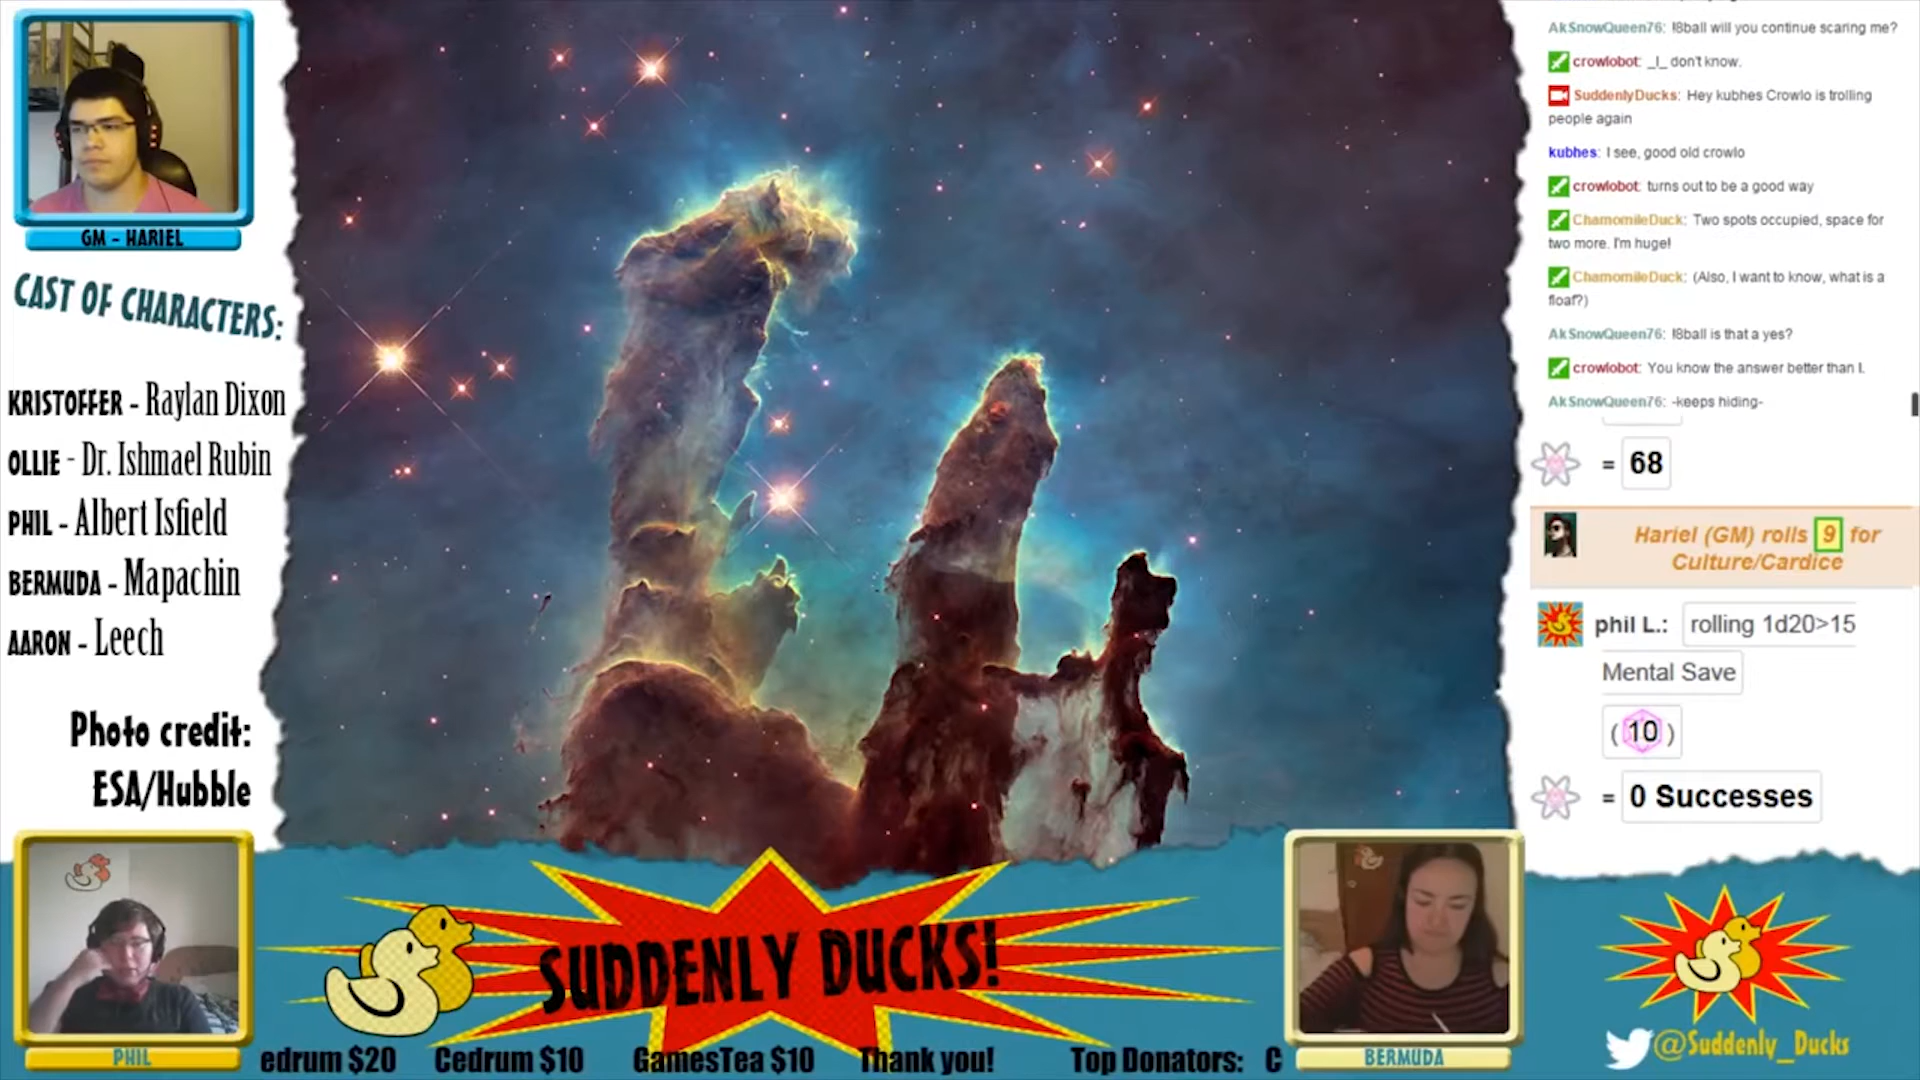 GM - HARIEL
CAST OF CHARACTERS:
KRISTOFFER - Raylan Dixon
OLLIE - Dr. Ishmael Rubin
PHIL - Albert Isfield
BERMUDA - Mapachin
AARON - Leech
Photo credit:
ESA/Hubble
PHIL
SUDDENLY DUCKS!
edrum $20 Cedrum $10 GamesTea $10 Thank you! Top Donators: C
BERMUDA
AkSnowQueen76: !8ball will you continue scaring me?
crowlobot: _I_ don't know.
SuddenlyDucks: Hey kubhes Crowlo is trolling
people again
kubhes: I see, good old crowlo
crowlobot: turns out to be a good way
ChamomileDuck: Two spots occupied, space for
two more. I'm huge!
ChamomileDuck: (Also, I want to know, what is a
floaf?)
AkSnowQueen76: !8ball is that a yes?
crowlobot: You know the answer better than I.
AkSnowQueen76: -keeps hiding-
= 68
Hariel (GM) rolls 9 for
Culture/Cardice
phil L.: rolling 1d20>15
Mental Save
(10)
= 0 Successes
@Suddenly_Ducks